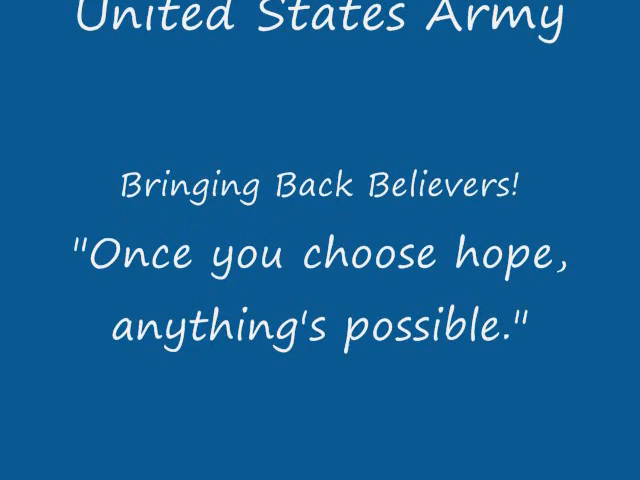 United States Army
Bringing Back Believers!
"Once you choose hope,
anything's possible."